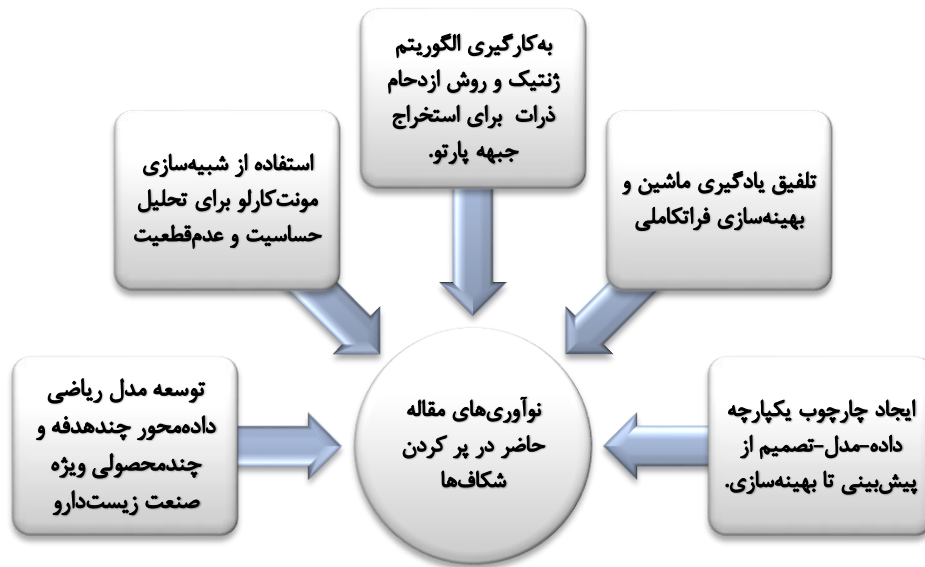 به‌کارگیری الگوریتم
ژنتیک و روش ازدحام
ذرات برای استخراج
جبهه پارتو.
تلفیق یادگیری ماشین و
بهینه‌سازی فراتکاملی
استفاده از شبیه‌سازی
مونت‌کارلو برای تحلیل
حساسیت و عدم‌قطعیت
ایجاد چارچوب یکپارچه
داده-مدل-تصمیم از
پیش‌بینی تا بهینه‌سازی.
نوآوری‌های مقاله
حاضر در پر کردن
شکاف‌ها
توسعه مدل ریاضی
داده‌محور چندهدفه و
چندمحصولی ویژه
صنعت زیست‌دارو